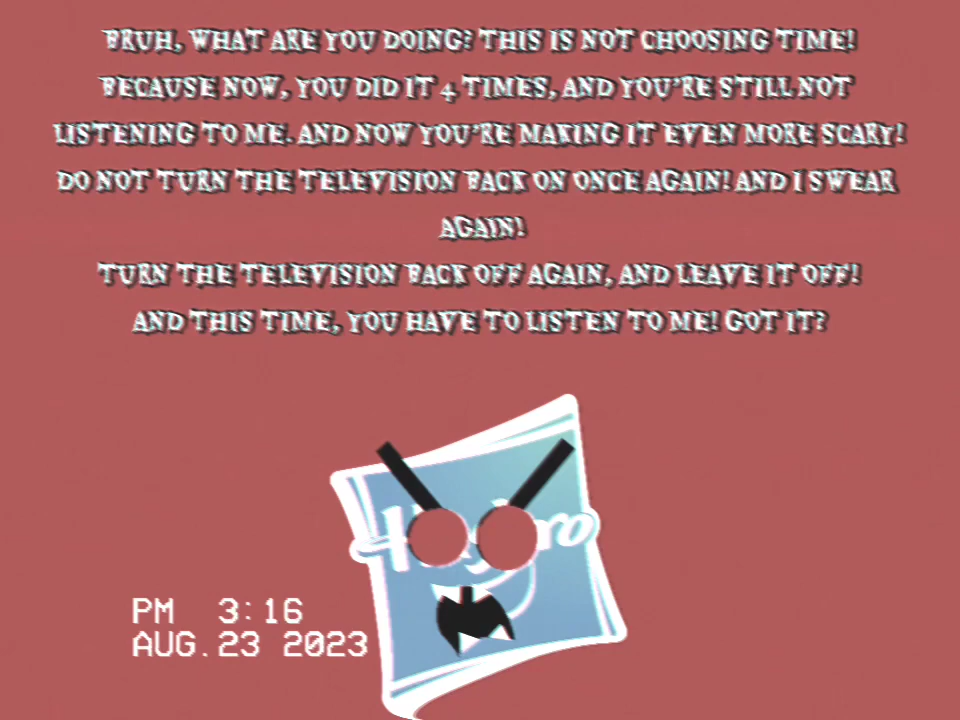 BRUH, WHAT ARE YOU DOING? THIS IS NOT CHOOSING TIME!
BECAUSE NOW, YOU DID IT 4 TIMES, AND YOU'RE STILL NOT
LISTENING TO ME. AND NOW YOU'RE MAKING IT EVEN MORE SCARY!
DO NOT TURN THE TELEVISION BACK ON ONCE AGAIN! AND I SWEAR
AGAIN!
TURN THE TELEVISION BACK OFF AGAIN, AND LEAVE IT OFF!
AND THIS TIME, YOU HAVE TO LISTEN TO ME! GOT IT?
PM 3:16
AUG.23 2023